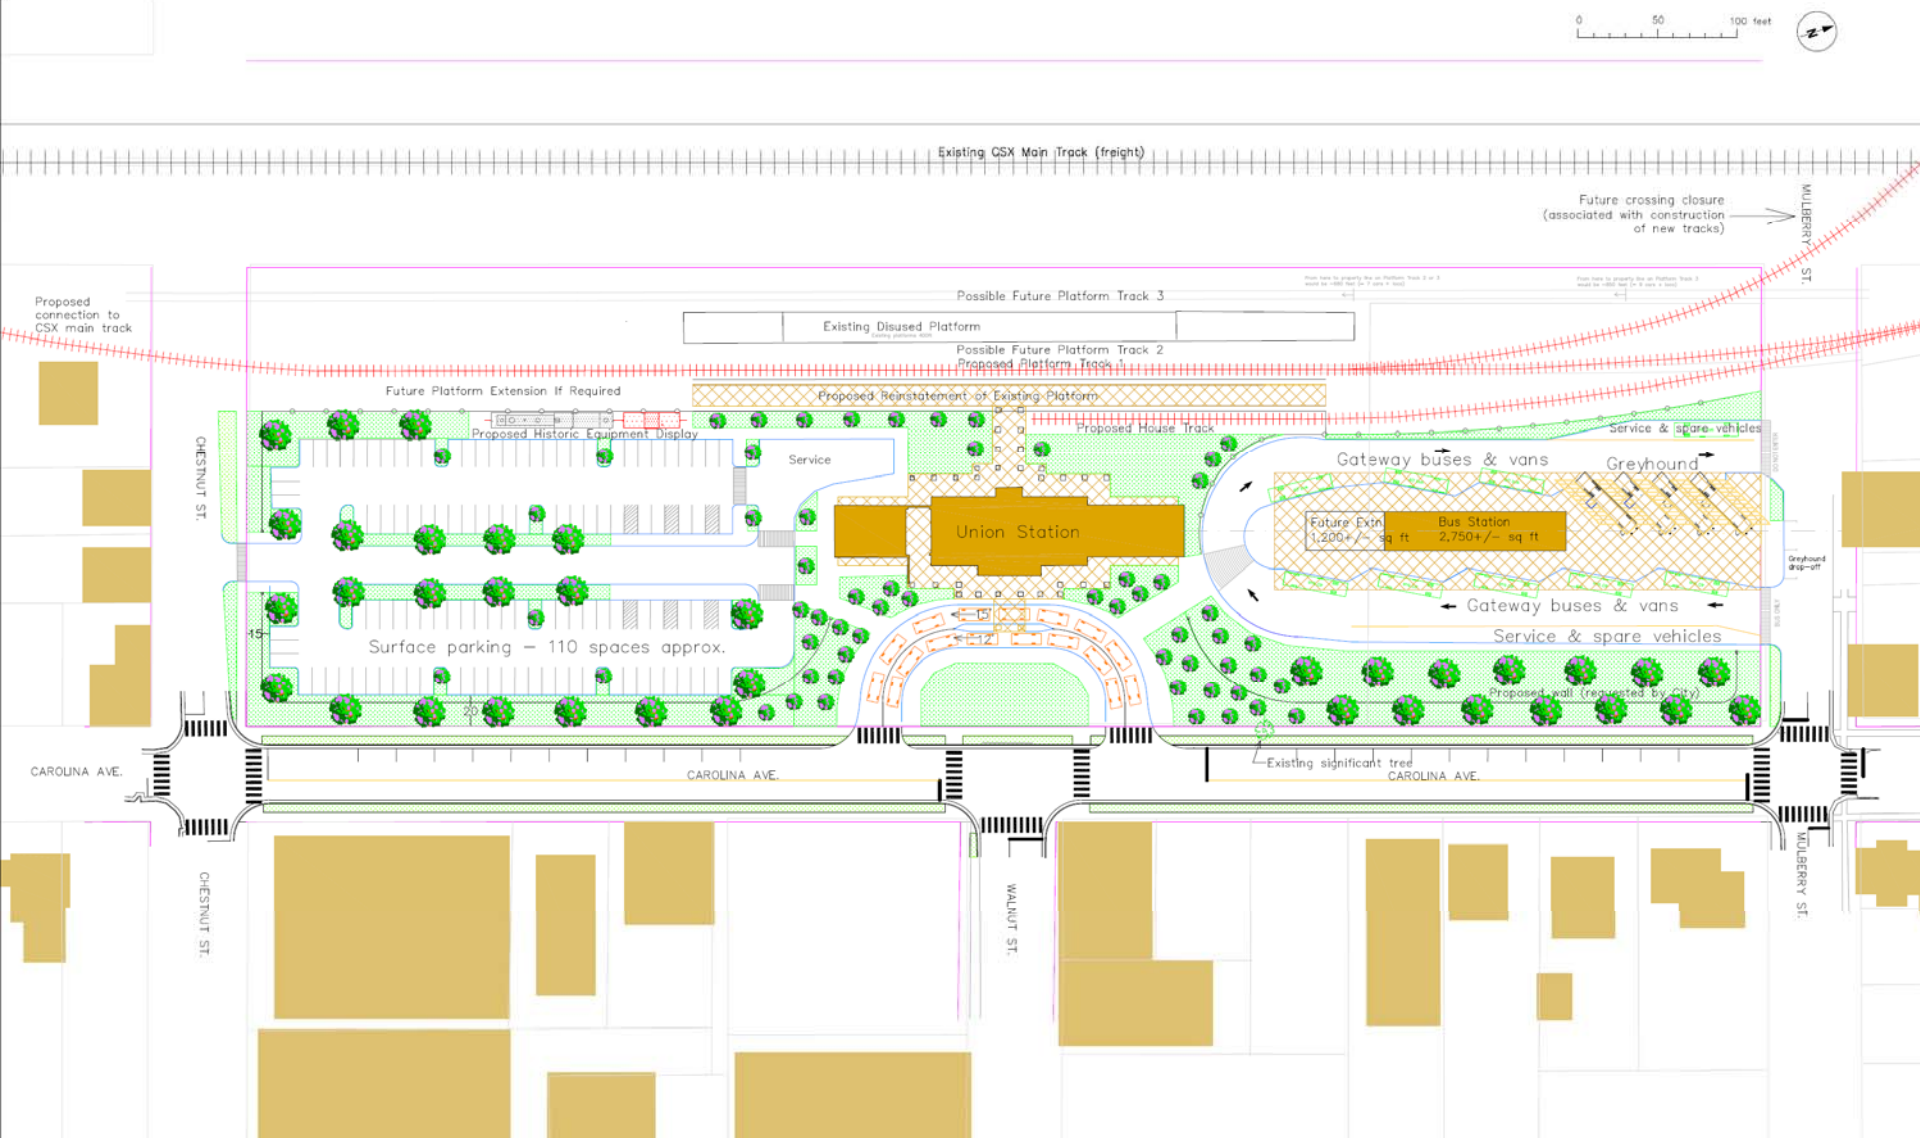 0 50 100 feet
N
Existing CSX Main Track (freight)
MULBERRY ST.
Future crossing closure
(associated with construction
of new tracks)
Proposed
connection to
CSX main track
Possible Future Platform Track 3
Existing Disused Platform
Possible Future Platform Track 2
Proposed Platform Track 1
Future Platform Extension If Required
Proposed Reinstatement of Existing Platform
Proposed Historic Equipment Display
Proposed House Track
Service & spare vehicles
CHESTNUT ST.
Service
Gateway buses & vans
Greyhound
Union Station
Future Extn.
1,200+/- sq ft
Bus Station
2,750+/- sq ft
Greyhound
drop-off
BUS ONLY
Gateway buses & vans
Service & spare vehicles
15
12
15
Surface parking - 110 spaces approx.
20
Proposed wall (requested by City)
Existing significant tree
CAROLINA AVE.
CAROLINA AVE.
CAROLINA AVE.
CHESTNUT ST.
WALNUT ST.
MULBERRY ST.